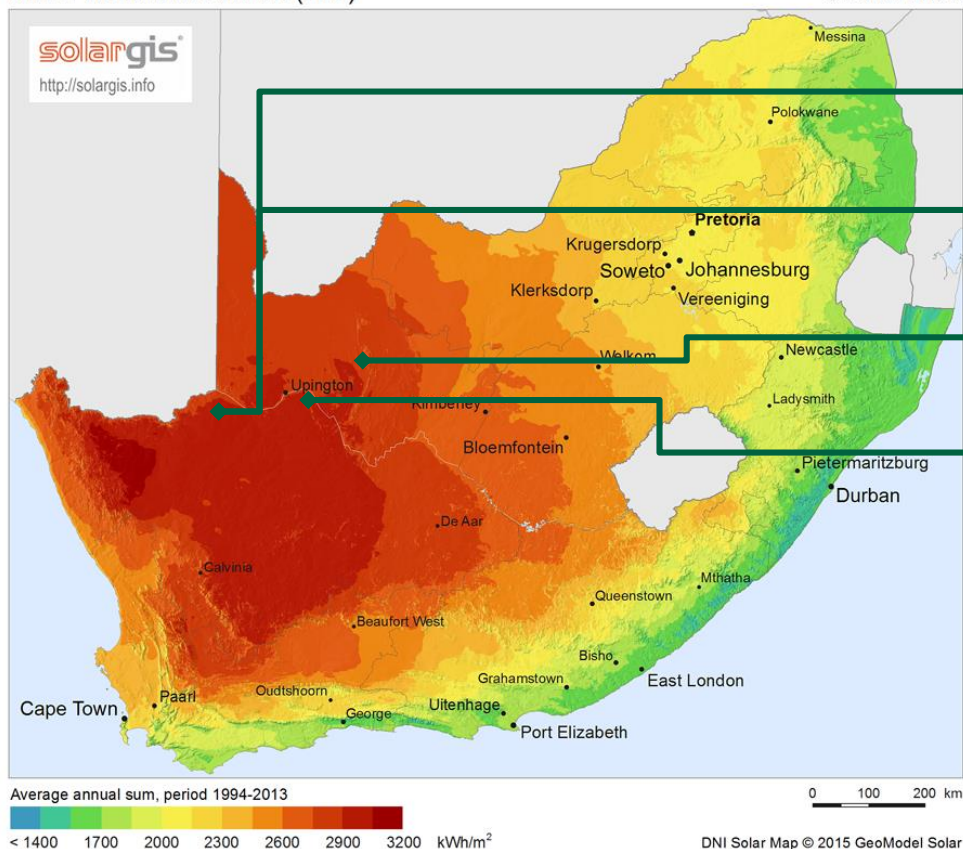 solargis
http://solargis.info
Messina
Polokwane
Pretoria
Krugersdorp
Soweto
Johannesburg
Klerksdorp
Vereeniging
Welkom
Newcastle
Upington
Kimberley
Ladysmith
Bloemfontein
Pietermaritzburg
Durban
De Aar
Calvinia
Mthatha
Queenstown
Beaufort West
Bisho
East London
Grahamstown
Oudtshoorn
Paarl
Cape Town
George
Uitenhage
Port Elizabeth
Average annual sum, period 1994-2013
0 100 200 km
< 1400 1700 2000 2300 2600 2900 3200 kWh/m²
DNI Solar Map © 2015 GeoModel Solar